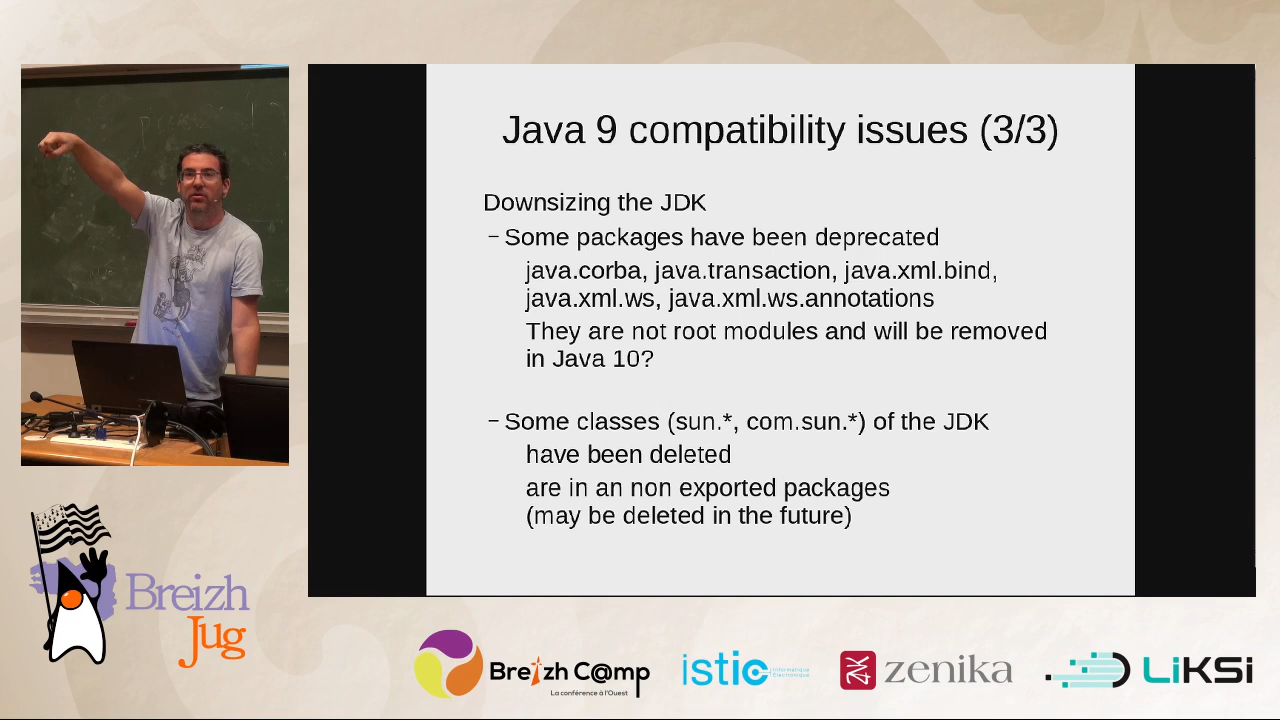 Java 9 compatibility issues (3/3)
Downsizing the JDK
– Some packages have been deprecated
java.corba, java.transaction, java.xml.bind,
java.xml.ws, java.xml.ws.annotations
They are not root modules and will be removed
in Java 10?
– Some classes (sun.*, com.sun.*) of the JDK
have been deleted
are in an non exported packages
(may be deleted in the future)
Breizh
Jug
Breizh C@mp
La conférence à l'Ouest
istic
Informatique
Électronique
zenika
LiKSi